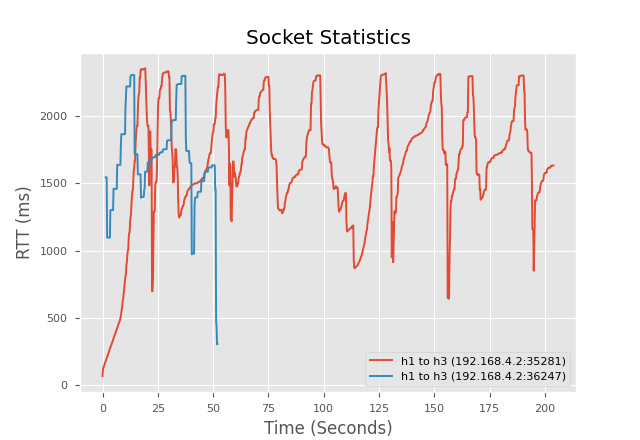 Socket Statistics
RTT (ms)
2000
1500
1000
500
0
h1 to h3 (192.168.4.2:35281)
h1 to h3 (192.168.4.2:36247)
0 25 50 75 100 125 150 175 200
Time (Seconds)